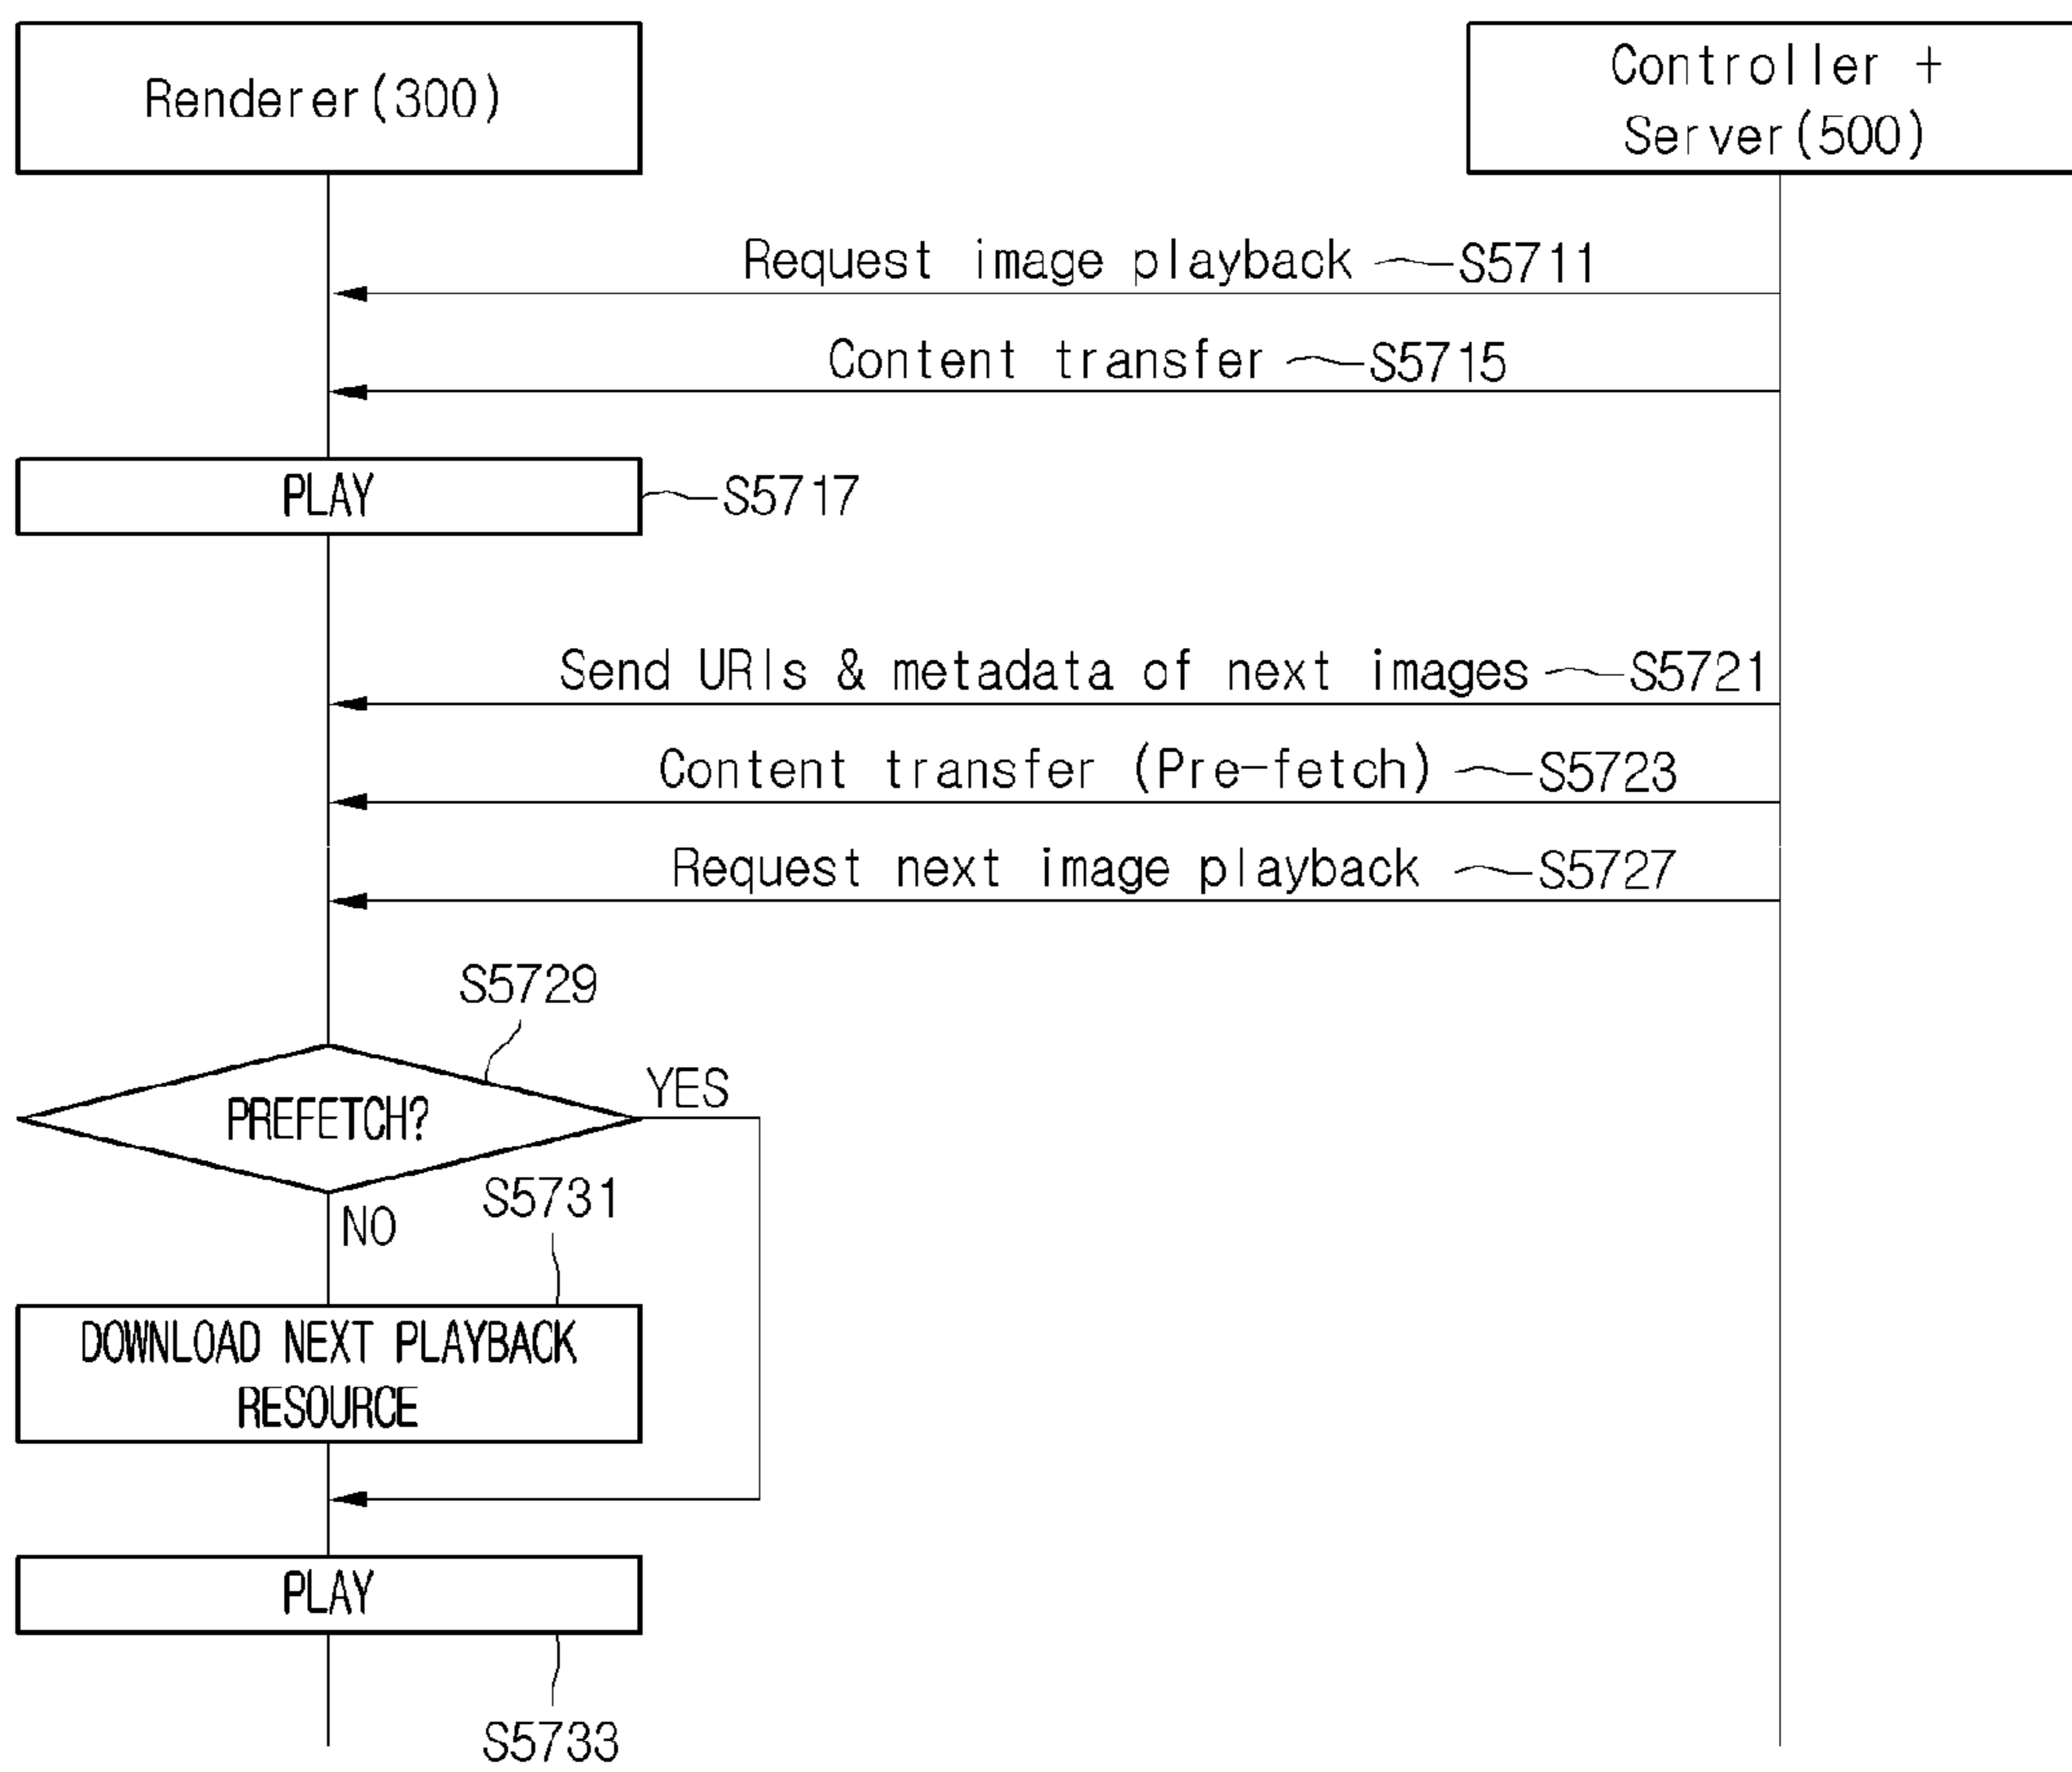 Renderer(300)
Controller +
Server(500)
Request image playback S5711
Content transfer S5715
PLAY S5717
Send URIs & metadata of next images S5721
Content transfer (Pre-fetch) S5723
Request next image playback S5727
S5729
YES
PREFETCH?
S5731
NO
DOWNLOAD NEXT PLAYBACK
RESOURCE
PLAY
S5733